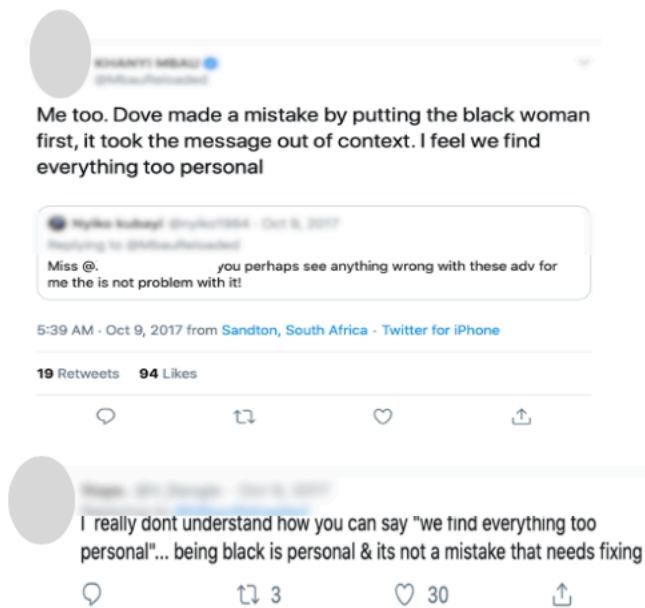 Me too. Dove made a mistake by putting the black woman
first, it took the message out of context. I feel we find
everything too personal
Miss @. you perhaps see anything wrong with these adv for
me the is not problem with it!
5:39 AM · Oct 9, 2017 from Sandton, South Africa · Twitter for iPhone
19 Retweets 94 Likes
I really dont understand how you can say "we find everything too
personal"... being black is personal & its not a mistake that needs fixing
3 30